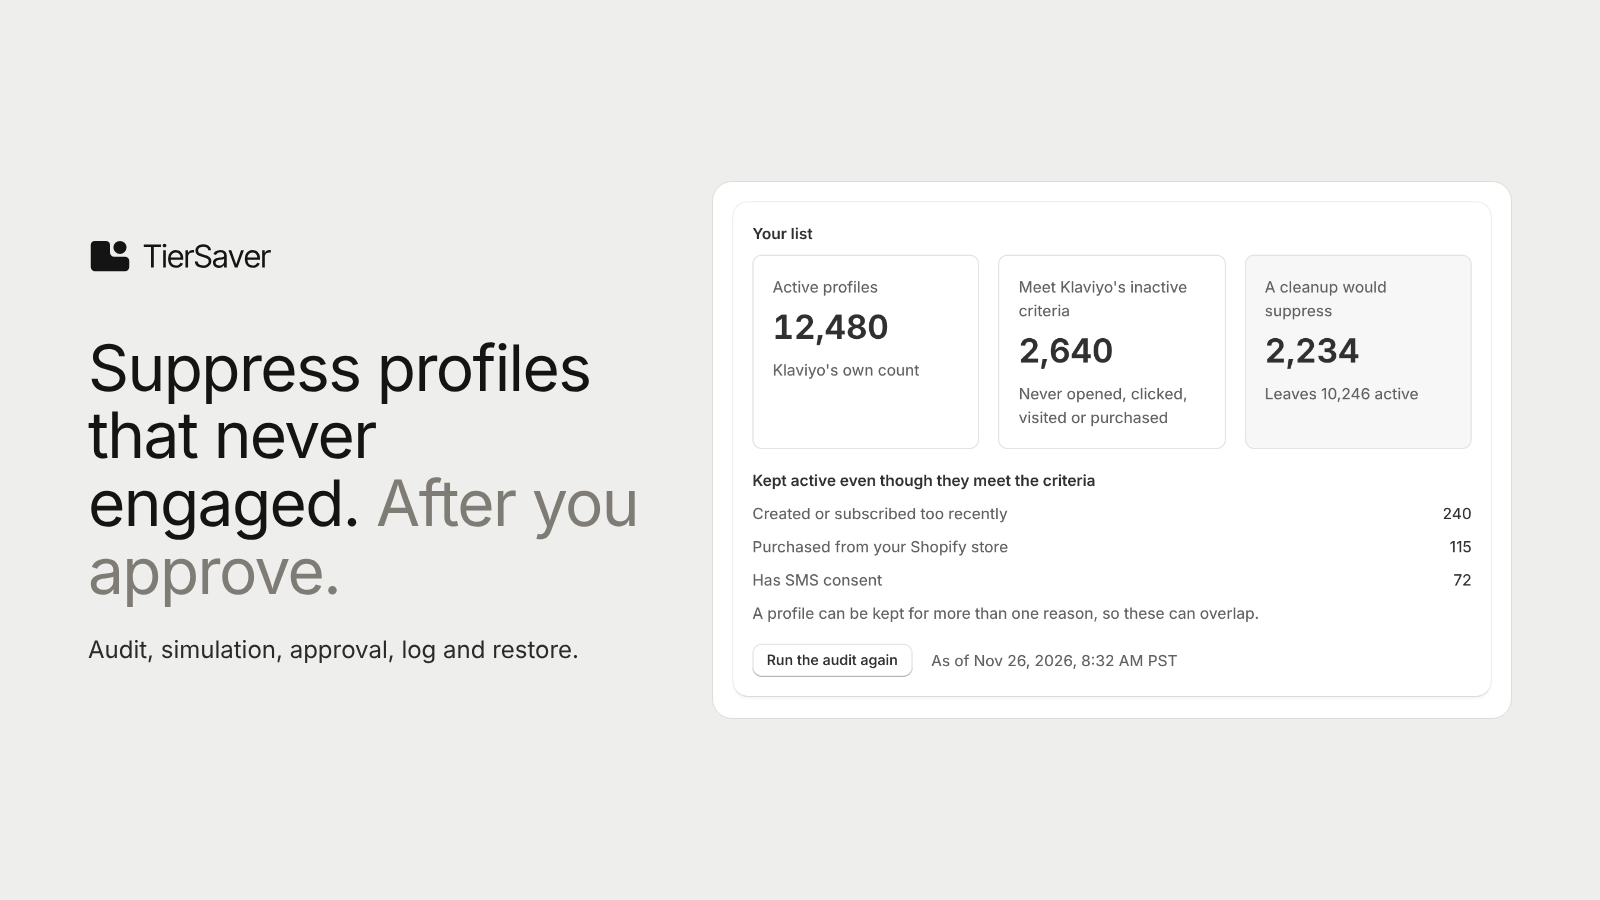 TierSaver
Suppress profiles
that never
engaged. After you
approve.
Audit, simulation, approval, log and restore.
Your list
Active profiles
12,480
Klaviyo's own count
Meet Klaviyo's inactive
criteria
2,640
Never opened, clicked,
visited or purchased
A cleanup would
suppress
2,234
Leaves 10,246 active
Kept active even though they meet the criteria
Created or subscribed too recently 240
Purchased from your Shopify store 115
Has SMS consent 72
A profile can be kept for more than one reason, so these can overlap.
Run the audit again As of Nov 26, 2026, 8:32 AM PST